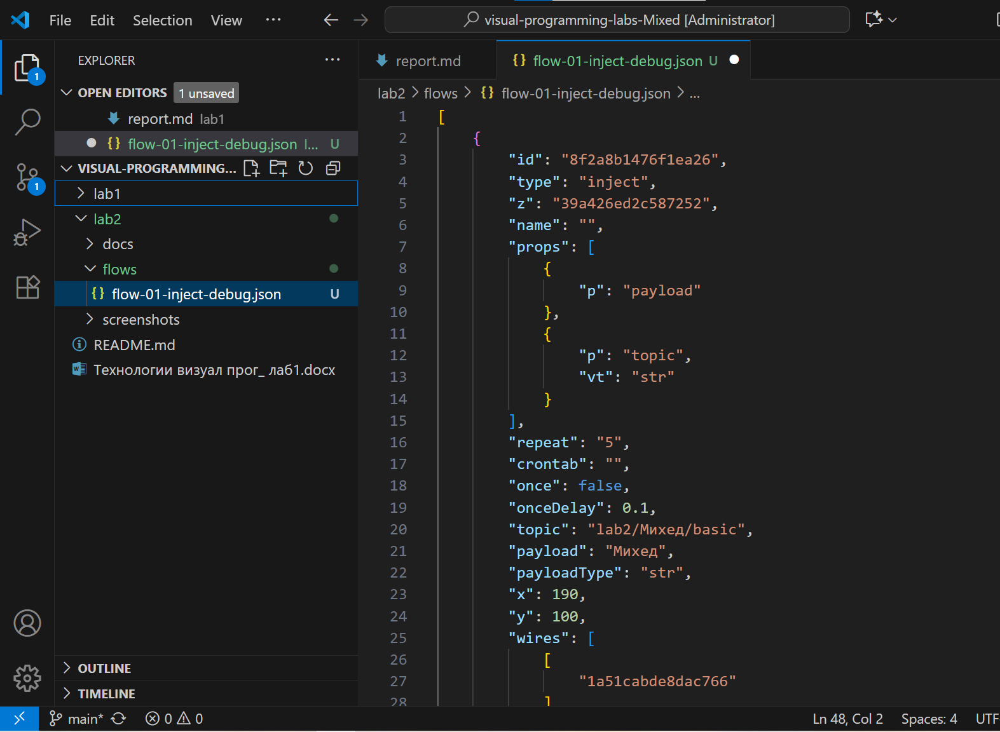 File Edit Selection View ··· visual-programming-labs-Mixed [Administrator]
EXPLORER ···
OPEN EDITORS 1 unsaved
report.md lab1
{} flow-01-inject-debug.json l... U
VISUAL-PROGRAMMING...
lab1
lab2
docs
flows
{} flow-01-inject-debug.json U
screenshots
README.md
Технологии визуал прог_ лаб1.docx
OUTLINE
TIMELINE
1
1
report.md
{} flow-01-inject-debug.json U
lab2 > flows > {} flow-01-inject-debug.json > ...
1 [
2 {
3 "id": "8f2a8b1476f1ea26",
4 "type": "inject",
5 "z": "39a426ed2c587252",
6 "name": "",
7 "props": [
8 {
9 "p": "payload"
10 },
11 {
12 "p": "topic",
13 "vt": "str"
14 }
15 ],
16 "repeat": "5",
17 "crontab": "",
18 "once": false,
19 "onceDelay": 0.1,
20 "topic": "lab2/Михед/basic",
21 "payload": "Михед",
22 "payloadType": "str",
23 "x": 190,
24 "y": 100,
25 "wires": [
26 [
27 "1a51cabde8dac766"
28 ]
main* 0 0 Ln 48, Col 2 Spaces: 4 UTF